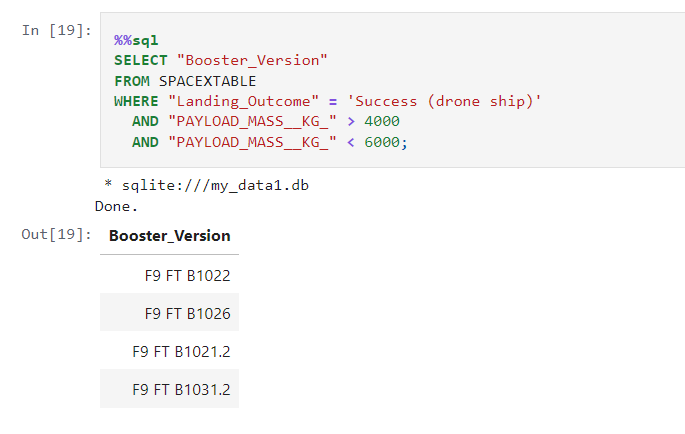 In [19]:
%%sql
SELECT "Booster_Version"
FROM SPACEXTABLE
WHERE "Landing_Outcome" = 'Success (drone ship)'
AND "PAYLOAD_MASS__KG_" > 4000
AND "PAYLOAD_MASS__KG_" < 6000;
* sqlite:///my_data1.db
Done.
Out[19]:
Booster_Version
F9 FT B1022
F9 FT B1026
F9 FT B1021.2
F9 FT B1031.2